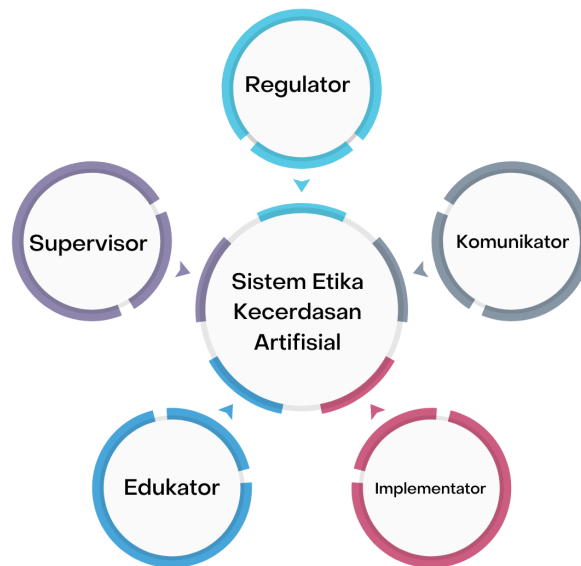 Regulator
Supervisor
Komunikator
Sistem Etika
Kecerdasan
Artifisial
Edukator
Implementator